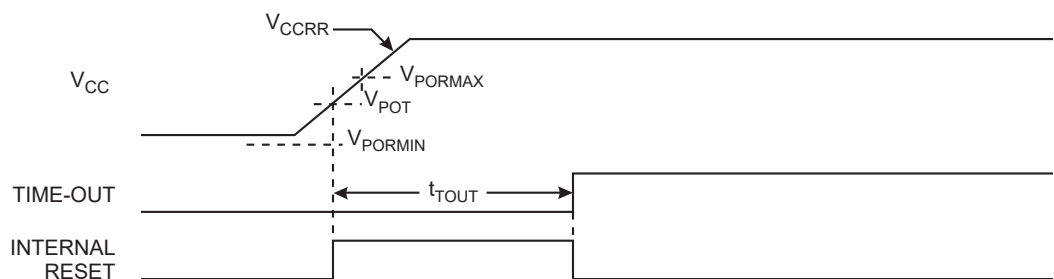 VCCRR
VCC
VPORMAX
VPOT
VPORMIN
TIME-OUT
tTOUT
INTERNAL
RESET